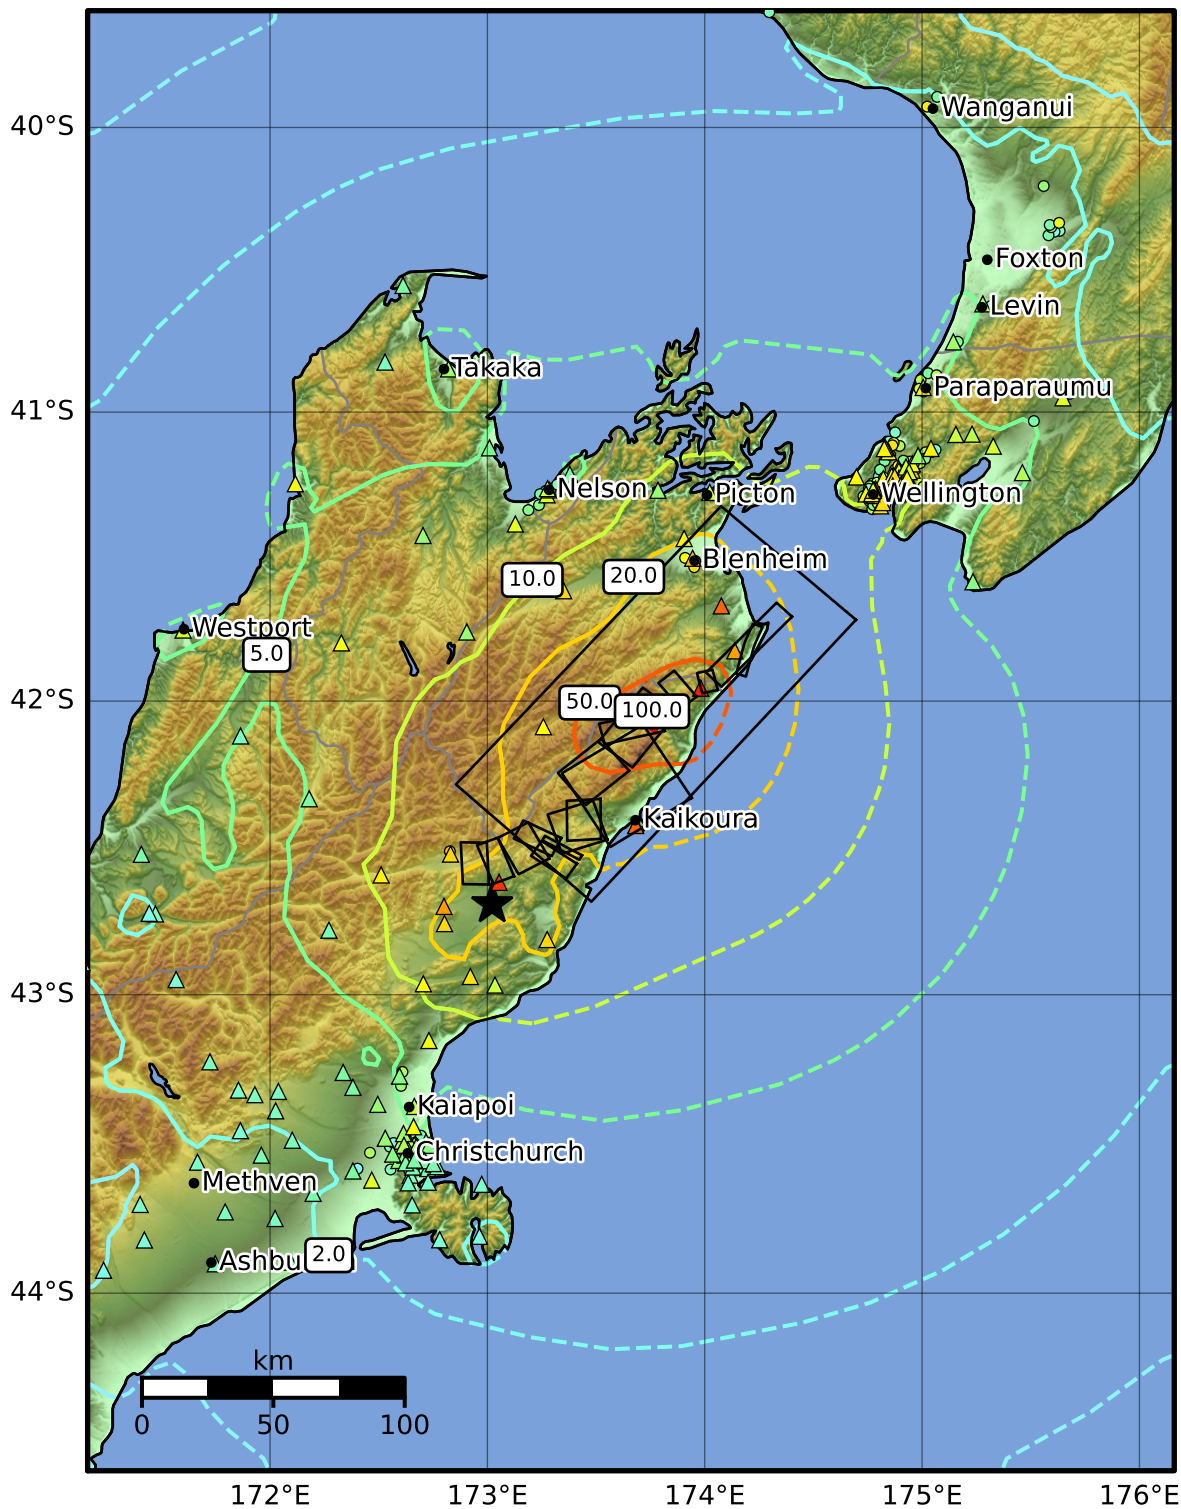 40°S
Wanganui
Foxton
Levin
Takaka
Paraparaumu
41°S
Nelson
Picton
Wellington
Blenheim
10.0
20.0
Westport
5.0
42°S
50.0
100.0
Kaikoura
43°S
Kaiapoi
Christchurch
Methven
Ashbu
2.0
44°S
km
0 50 100
172°E 173°E 174°E 175°E 176°E